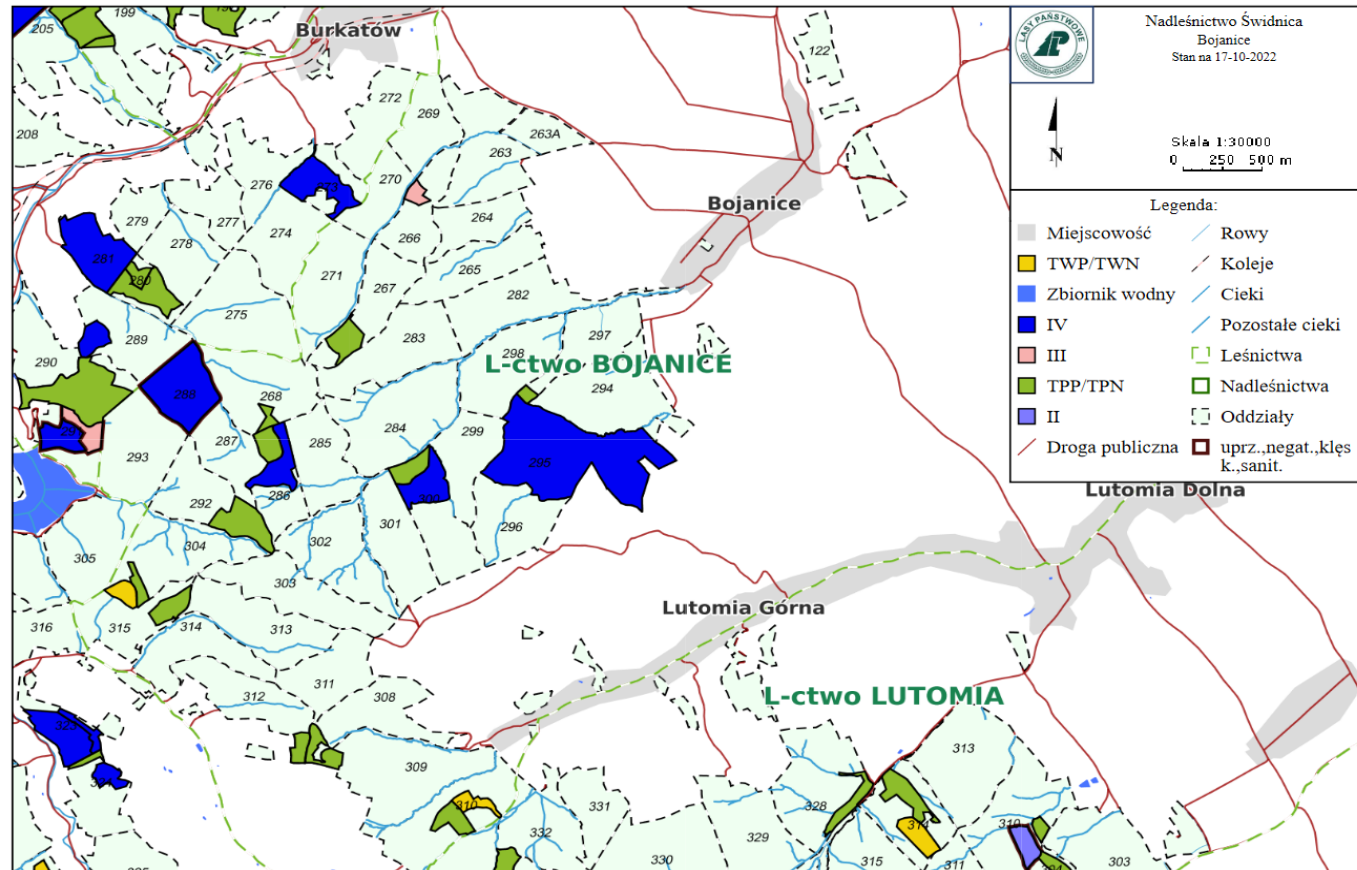 Nadleśnictwo Świdnica
Bojanice
Stan na 17-10-2022
LASY PAŃSTWOWE
N
Skala 1:30000
0 250 500 m
Legenda:
Miejscowość
TWP/TWN
Zbiornik wodny
IV
III
TPP/TPN
II
Droga publiczna
Rowy
Koleje
Cieki
Pozostałe cieki
Leśnictwa
Nadleśnictwa
Oddziały
uprz.,negat.,klęs
k.,sanit.
199
205
Burkatów
122
272
269
263A
208
263
276
273
270
Bojanice
279
277
264
278
274
266
281
265
280
271
267
282
275
289
283
297
290
298
L-ctwo BOJANICE
288
268
294
284
299
287
285
293
295
286
300
292
301
296
Lutomia Dolna
305
304
302
303
Lutomia Górna
316
315
314
313
311
312
308
L-ctwo LUTOMIA
323
313
309
324
310
331
328
332
329
314
319
330
315
311
303
304